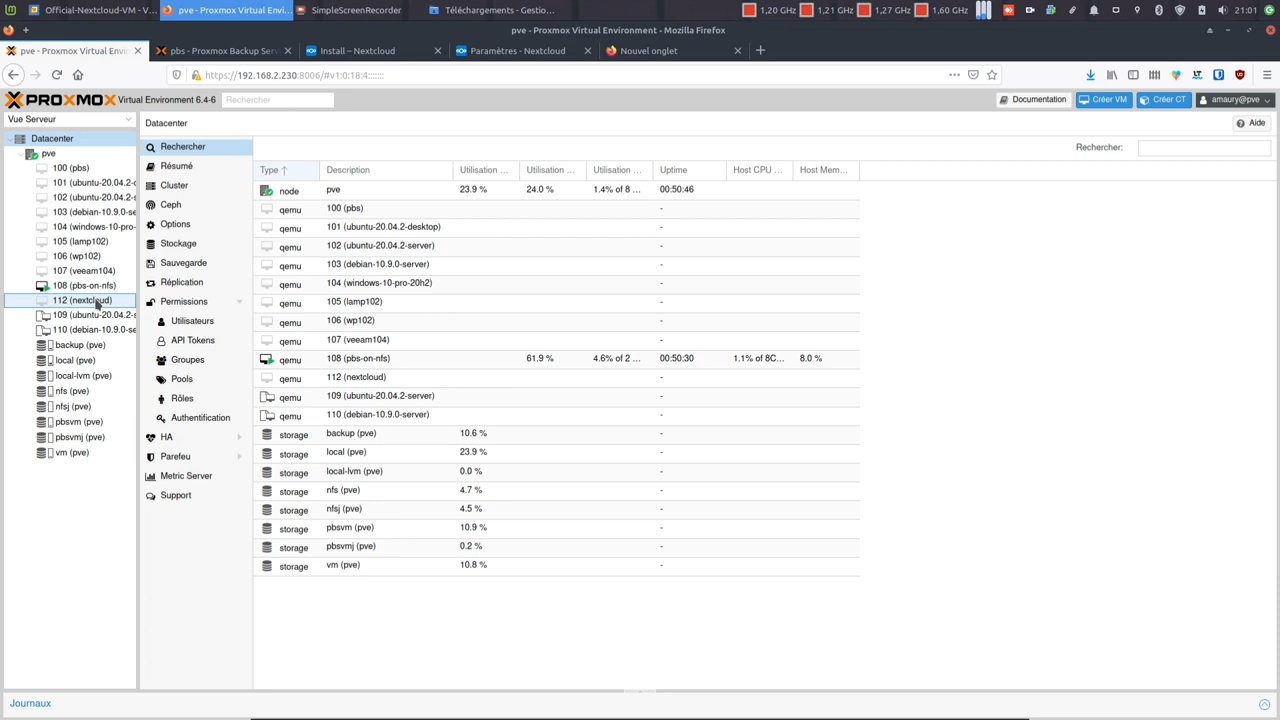 Official-Nextcloud-VM - V...
pve - Proxmox Virtual Envi...
SimpleScreenRecorder
Téléchargements - Gestio...
1,20 GHz
1,21 GHz
1,27 GHz
1,60 GHz
21:01
pve - Proxmox Virtual Environment - Mozilla Firefox
pve - Proxmox Virtual Envi
pbs - Proxmox Backup Serv
Install – Nextcloud
Paramètres - Nextcloud
Nouvel onglet
https://192.168.2.230:8006/#v1:0:18:4:::::::
PROXMOX Virtual Environment 6.4-6
Rechercher
Documentation
Créer VM
Créer CT
amaury@pve
Vue Serveur
Datacenter
Aide
Datacenter
pve
100 (pbs)
101 (ubuntu-20.04.2-d
102 (ubuntu-20.04.2-s
103 (debian-10.9.0-se
104 (windows-10-pro-
105 (lamp102)
106 (wp102)
107 (veeam104)
108 (pbs-on-nfs)
112 (nextcloud)
109 (ubuntu-20.04.2-s
110 (debian-10.9.0-se
backup (pve)
local (pve)
local-lvm (pve)
nfs (pve)
nfsj (pve)
pbsvm (pve)
pbsvmj (pve)
vm (pve)
Rechercher
Résumé
Cluster
Ceph
Options
Stockage
Sauvegarde
Réplication
Permissions
Utilisateurs
API Tokens
Groupes
Pools
Rôles
Authentification
HA
Parefeu
Metric Server
Support
Rechercher:
Type Description Utilisation ... Utilisation ... Utilisation ... Uptime Host CPU ... Host Mem...
node pve 23.9 % 24.0 % 1.4% of 8 ... 00:50:46
qemu 100 (pbs) -
qemu 101 (ubuntu-20.04.2-desktop) -
qemu 102 (ubuntu-20.04.2-server) -
qemu 103 (debian-10.9.0-server) -
qemu 104 (windows-10-pro-20h2) -
qemu 105 (lamp102) -
qemu 106 (wp102) -
qemu 107 (veeam104) -
qemu 108 (pbs-on-nfs) 61.9 % 4.6% of 2 ... 00:50:30 1.1% of 8C... 8.0 %
qemu 112 (nextcloud) -
qemu 109 (ubuntu-20.04.2-server) -
qemu 110 (debian-10.9.0-server) -
storage backup (pve) 10.6 % -
storage local (pve) 23.9 % -
storage local-lvm (pve) 0.0 % -
storage nfs (pve) 4.7 % -
storage nfsj (pve) 4.5 % -
storage pbsvm (pve) 10.9 % -
storage pbsvmj (pve) 0.2 % -
storage vm (pve) 10.8 % -
Journaux